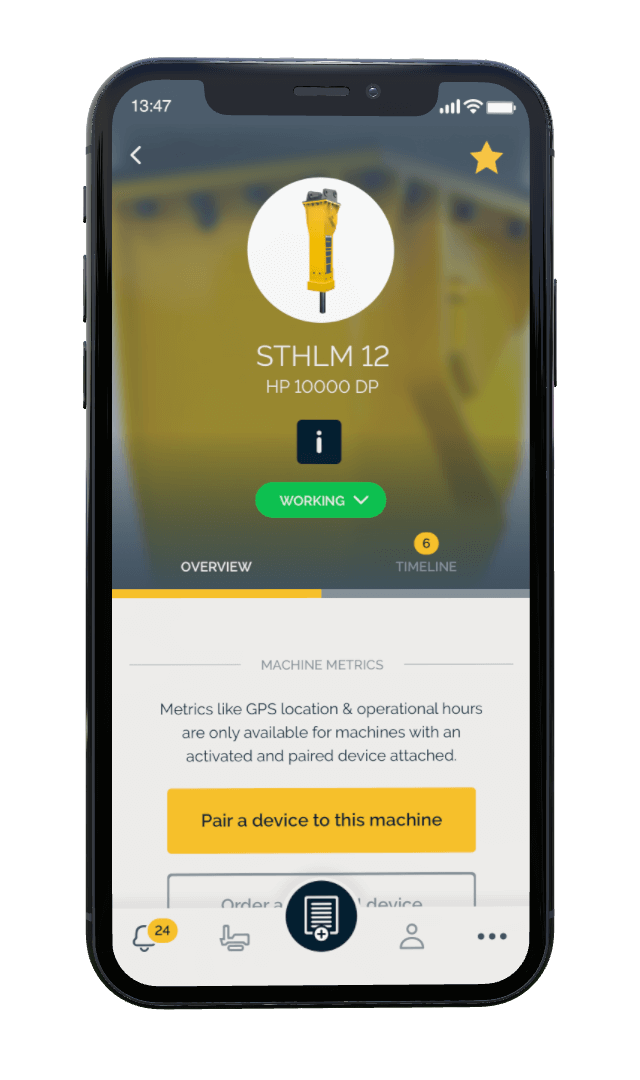 13:47
STHLM 12
HP 10000 DP
i
WORKING
6
OVERVIEW
TIMELINE
MACHINE METRICS
Metrics like GPS location & operational hours
are only available for machines with an
activated and paired device attached.
Pair a device to this machine
Order a device
24